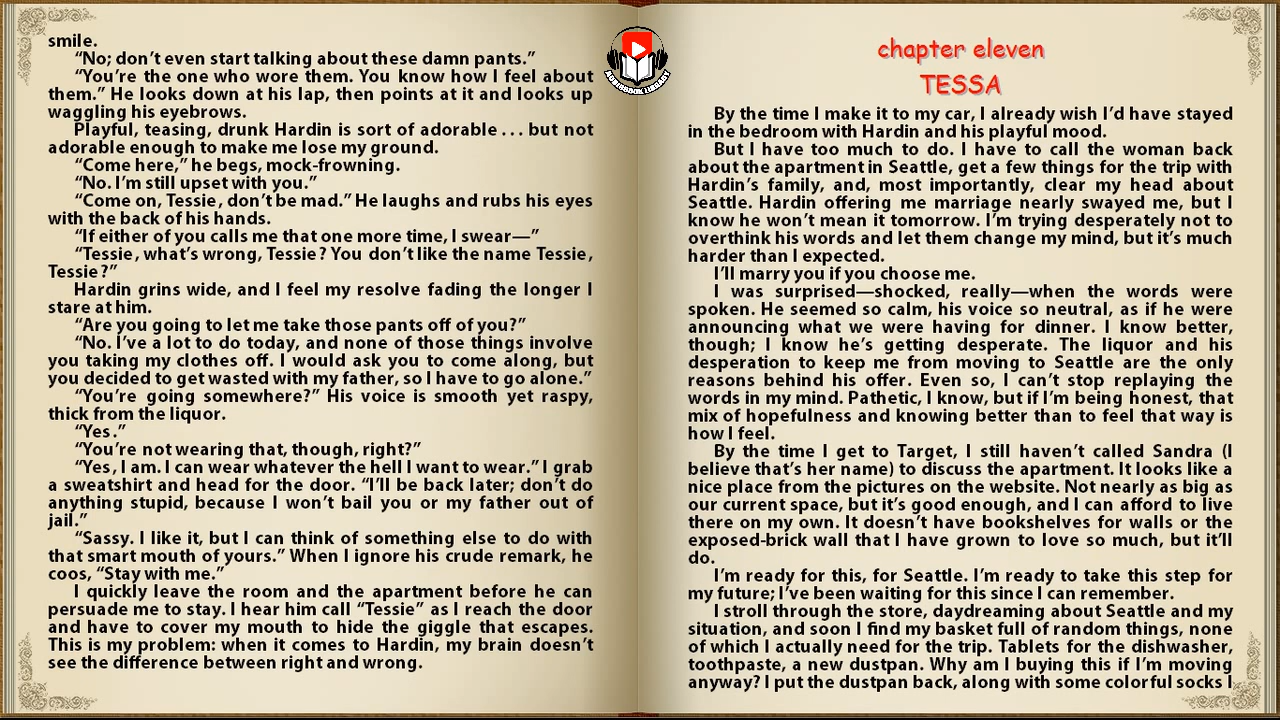 smile.
“No; don’t even start talking about these damn pants.”
“You’re the one who wore them. You know how I feel about
them.” He looks down at his lap, then points at it and looks up
waggling his eyebrows.
Playful, teasing, drunk Hardin is sort of adorable . . . but not
adorable enough to make me lose my ground.
“Come here,” he begs, mock-frowning.
“No. I’m still upset with you.”
“Come on, Tessie, don’t be mad.” He laughs and rubs his eyes
with the back of his hands.
“If either of you calls me that one more time, I swear—”
“Tessie, what’s wrong, Tessie? You don’t like the name Tessie,
Tessie?”
Hardin grins wide, and I feel my resolve fading the longer I
stare at him.
“Are you going to let me take those pants off of you?”
“No. I’ve a lot to do today, and none of those things involve
you taking my clothes off. I would ask you to come along, but
you decided to get wasted with my father, so I have to go alone.”
“You’re going somewhere?” His voice is smooth yet raspy,
thick from the liquor.
“Yes.”
“You’re not wearing that, though, right?”
“Yes, I am. I can wear whatever the hell I want to wear.” I grab
a sweatshirt and head for the door. “I’ll be back later; don’t do
anything stupid, because I won’t bail you or my father out of
jail.”
“Sassy. I like it, but I can think of something else to do with
that smart mouth of yours.” When I ignore his crude remark, he
coos, “Stay with me.”
I quickly leave the room and the apartment before he can
persuade me to stay. I hear him call “Tessie” as I reach the door
and have to cover my mouth to hide the giggle that escapes.
This is my problem: when it comes to Hardin, my brain doesn’t
see the difference between right and wrong.
AUDIOBOOK LIBRARY
chapter eleven
TESSA
By the time I make it to my car, I already wish I’d have stayed
in the bedroom with Hardin and his playful mood.
But I have too much to do. I have to call the woman back
about the apartment in Seattle, get a few things for the trip with
Hardin’s family, and, most importantly, clear my head about
Seattle. Hardin offering me marriage nearly swayed me, but I
know he won’t mean it tomorrow. I’m trying desperately not to
overthink his words and let them change my mind, but it’s much
harder than I expected.
I’ll marry you if you choose me.
I was surprised—shocked, really—when the words were
spoken. He seemed so calm, his voice so neutral, as if he were
announcing what we were having for dinner. I know better,
though; I know he’s getting desperate. The liquor and his
desperation to keep me from moving to Seattle are the only
reasons behind his offer. Even so, I can’t stop replaying the
words in my mind. Pathetic, I know, but if I’m being honest, that
mix of hopefulness and knowing better than to feel that way is
how I feel.
By the time I get to Target, I still haven’t called Sandra (I
believe that’s her name) to discuss the apartment. It looks like a
nice place from the pictures on the website. Not nearly as big as
our current space, but it’s good enough, and I can afford to live
there on my own. It doesn’t have bookshelves for walls or the
exposed-brick wall that I have grown to love so much, but it’ll
do.
I’m ready for this, for Seattle. I’m ready to take this step for
my future; I’ve been waiting for this since I can remember.
I stroll through the store, daydreaming about Seattle and my
situation, and soon I find my basket full of random things, none
of which I actually need for the trip. Tablets for the dishwasher,
toothpaste, a new dustpan. Why am I buying this if I’m moving
anyway? I put the dustpan back, along with some colorful socks I